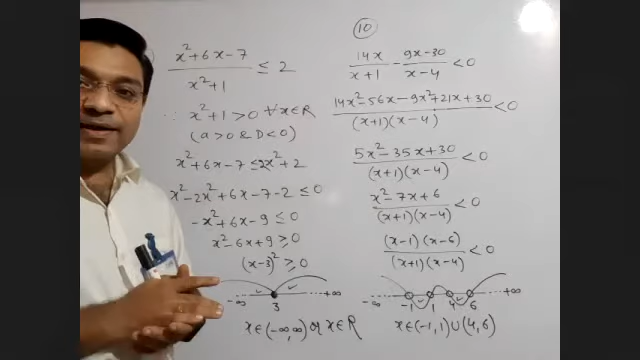 x²+6x-7 / x²+1 ≤ 2
∵ x²+1>0 ∀x∈R
(a>0 & D<0)
x²+6x-7 ≤ 2x²+2
x²-2x²+6x-7-2 ≤ 0
-x²+6x-9 ≤ 0
x²-6x+9 ≥ 0
(x-3)² ≥ 0
-∞ 3 +∞
x∈(-∞,∞) or x∈R
10
14x / x+1 - 9x-30 / x-4 < 0
14x²-56x-9x²+21x+30 / (x+1)(x-4) < 0
5x²-35x+30 / (x+1)(x-4) < 0
x²-7x+6 / (x+1)(x-4) < 0
(x-1)(x-6) / (x+1)(x-4) < 0
-∞ -1 1 4 6 +∞
x∈(-1,1)∪(4,6)